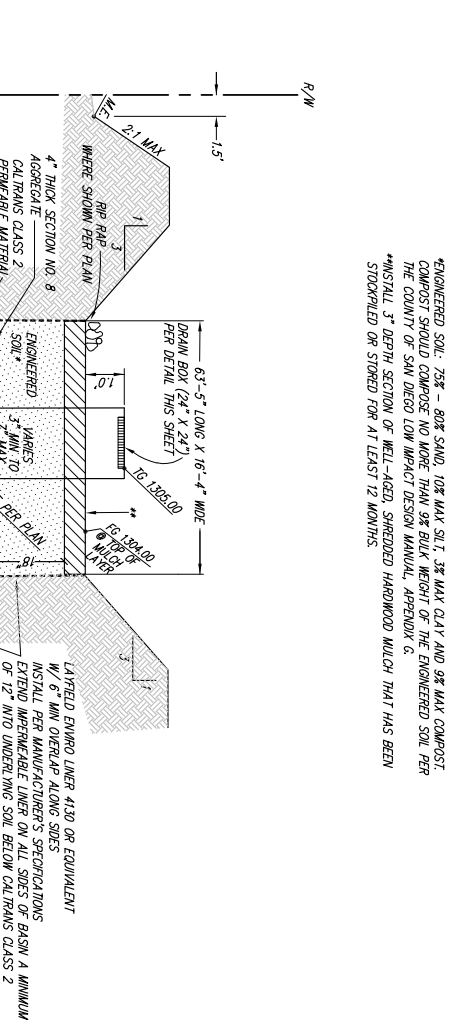 *ENGINEERED SOIL: 75% - 80% SAND, 10% MAX SILT, 3% MAX CLAY AND 9% MAX COMPOST.
COMPOST SHOULD COMPOSE NO MORE THAN 9% BULK WEIGHT OF THE ENGINEERED SOIL PER
THE COUNTY OF SAN DIEGO LOW IMPACT DESIGN MANUAL, APPENDIX G.
**INSTALL 3" DEPTH SECTION OF WELL-AGED, SHREDDED HARDWOOD MULCH THAT HAS BEEN
STOCKPILED OR STORED FOR AT LEAST 12 MONTHS.
R/W
1.5'
M.E.
2:1 MAX
1
3
RIP RAP
WHERE SHOWN PER PLAN
63'-5" LONG X 16'-4" WIDE
DRAIN BOX (24" X 24")
PER DETAIL THIS SHEET
1.0'
TG 1305.00
**
FG 1304.00
@ TOP OF
MULCH
LAYER
1
3
4" THICK SECTION NO. 8
AGGREGATE
CALTRANS CLASS 2
PERMEABLE MATERIAL
ENGINEERED
SOIL*
VARIES
3" MIN TO
7" MAX
PER PLAN
18"
LAYFIELD ENVIRO LINER 4130 OR EQUIVALENT
W/ 6" MIN OVERLAP ALONG SIDES
INSTALL PER MANUFACTURER'S SPECIFICATIONS
EXTEND IMPERMEABLE LINER ON ALL SIDES OF BASIN A MINIMUM
OF 12" INTO UNDERLYING SOIL BELOW CALTRANS CLASS 2